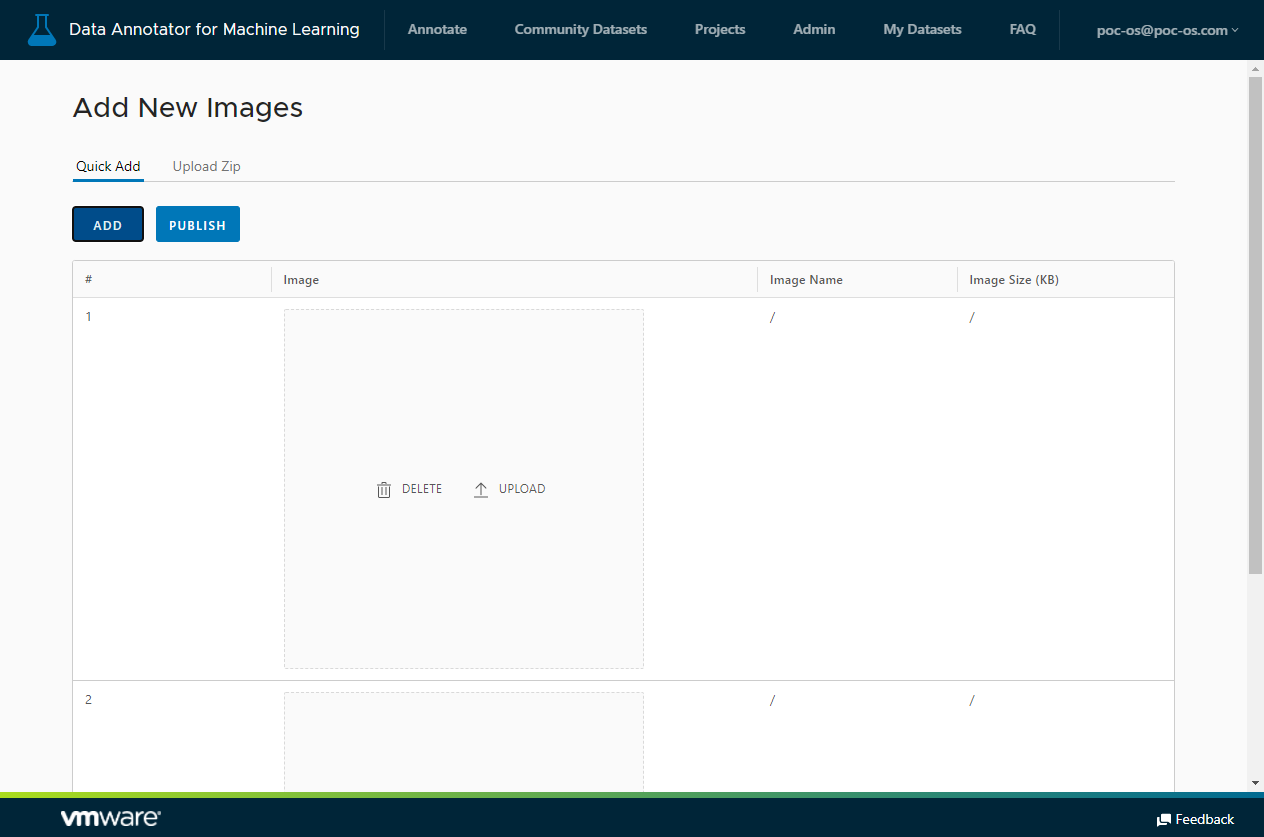 Data Annotator for Machine Learning
Annotate
Community Datasets
Projects
Admin
My Datasets
FAQ
poc-os@poc-os.com
Add New Images
Quick Add
Upload Zip
ADD
PUBLISH
#
Image
Image Name
Image Size (KB)
1
/
/
DELETE
UPLOAD
2
/
/
vmware®
Feedback